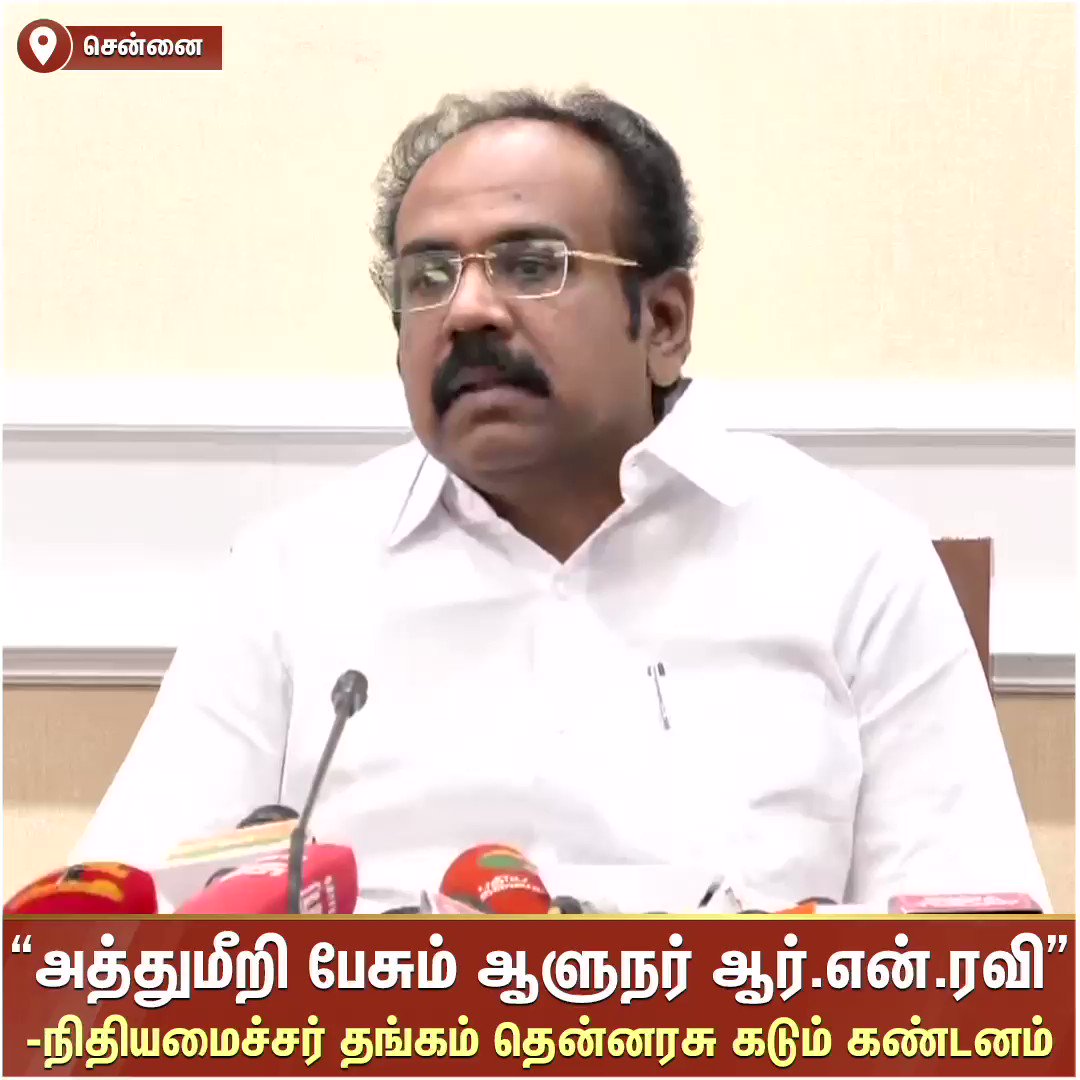 சென்னை
“அத்துமீறி பேசும் ஆளுநர் ஆர்.என்.ரவி”
-நிதியமைச்சர் தங்கம் தென்னரசு கடும் கண்டனம்